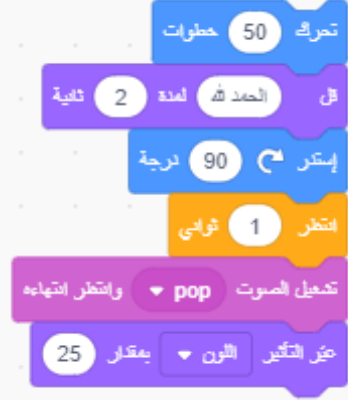 تحرك 50 خطوات
قل الحمد لله لمدة 2 ثانية
إستدر 90 درجة
انتظر 1 ثواني
تشغيل الصوت pop وانتظر انتهاءه
غيّر التأثير اللون بمقدار 25